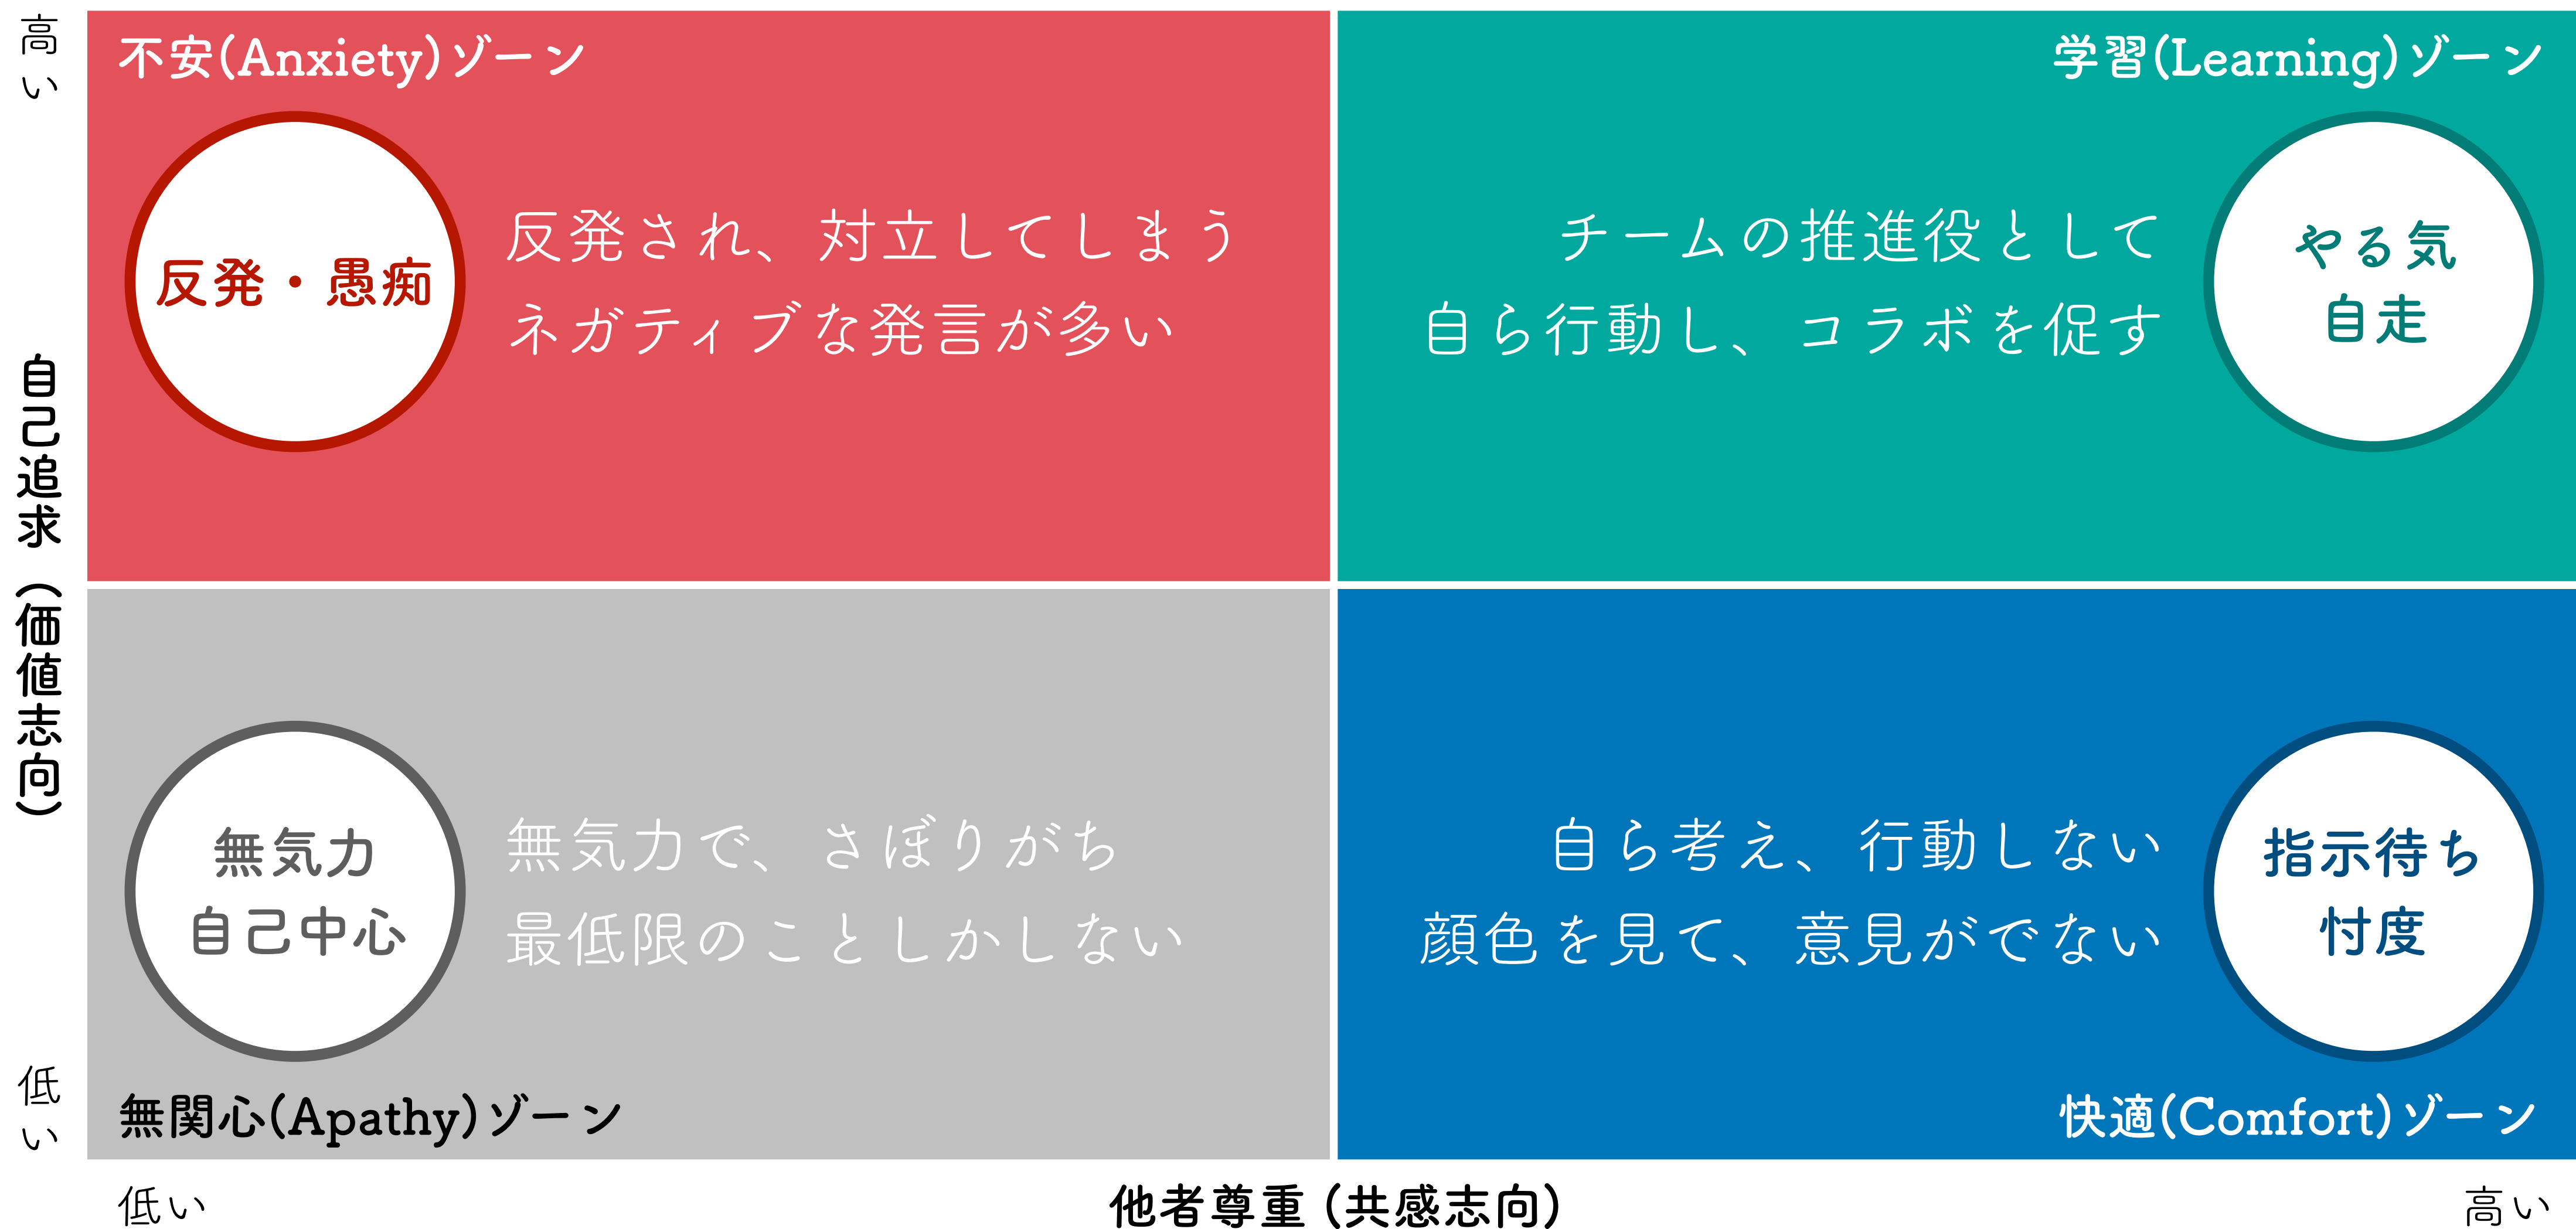 高い
不安(Anxiety)ゾーン
学習(Learning)ゾーン
反発・愚痴
反発され、対立してしまう
ネガティブな発言が多い
チームの推進役として
自ら行動し、コラボを促す
やる気
自走
自己追求(価値志向)
無気力
自己中心
無気力で、さぼりがち
最低限のことしかしない
自ら考え、行動しない
顔色を見て、意見がでない
指示待ち
忖度
低い
無関心(Apathy)ゾーン
快適(Comfort)ゾーン
低い
他者尊重(共感志向)
高い